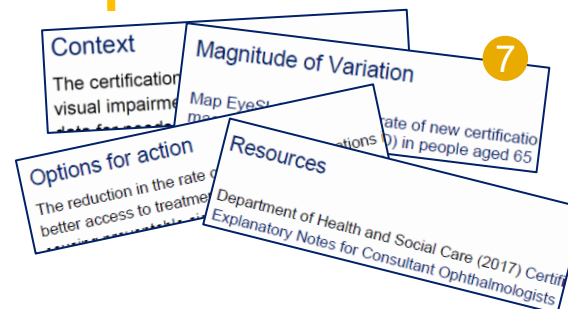 Context
The certification
visual impairme
Magnitude of Variation
7
Map EyeS
rate of new certificatio
D) in people aged 65
Options for action
ations
The reduction in the rate
better access to treatme
Resources
Department of Health and Social Care (2017) Certifi
Explanatory Notes for Consultant Ophthalmologists